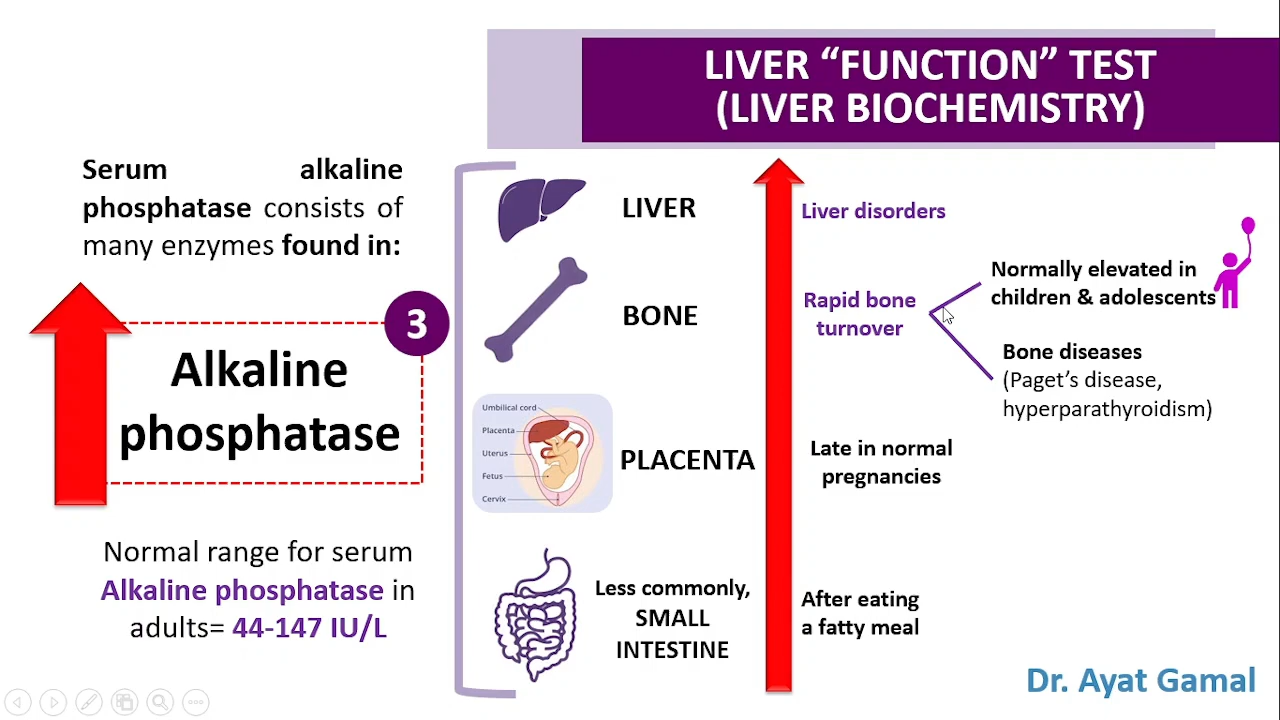 LIVER “FUNCTION” TEST
(LIVER BIOCHEMISTRY)
Serum alkaline
phosphatase consists of
many enzymes found in:
3
Alkaline
phosphatase
Normal range for serum
Alkaline phosphatase in
adults= 44-147 IU/L
LIVER
Liver disorders
BONE
Rapid bone
turnover
Normally elevated in
children & adolescents
Bone diseases
(Paget’s disease,
hyperparathyroidism)
Umbilical cord
Placenta
Uterus
Fetus
Cervix
PLACENTA
Late in normal
pregnancies
Less commonly,
SMALL
INTESTINE
After eating
a fatty meal
Dr. Ayat Gamal